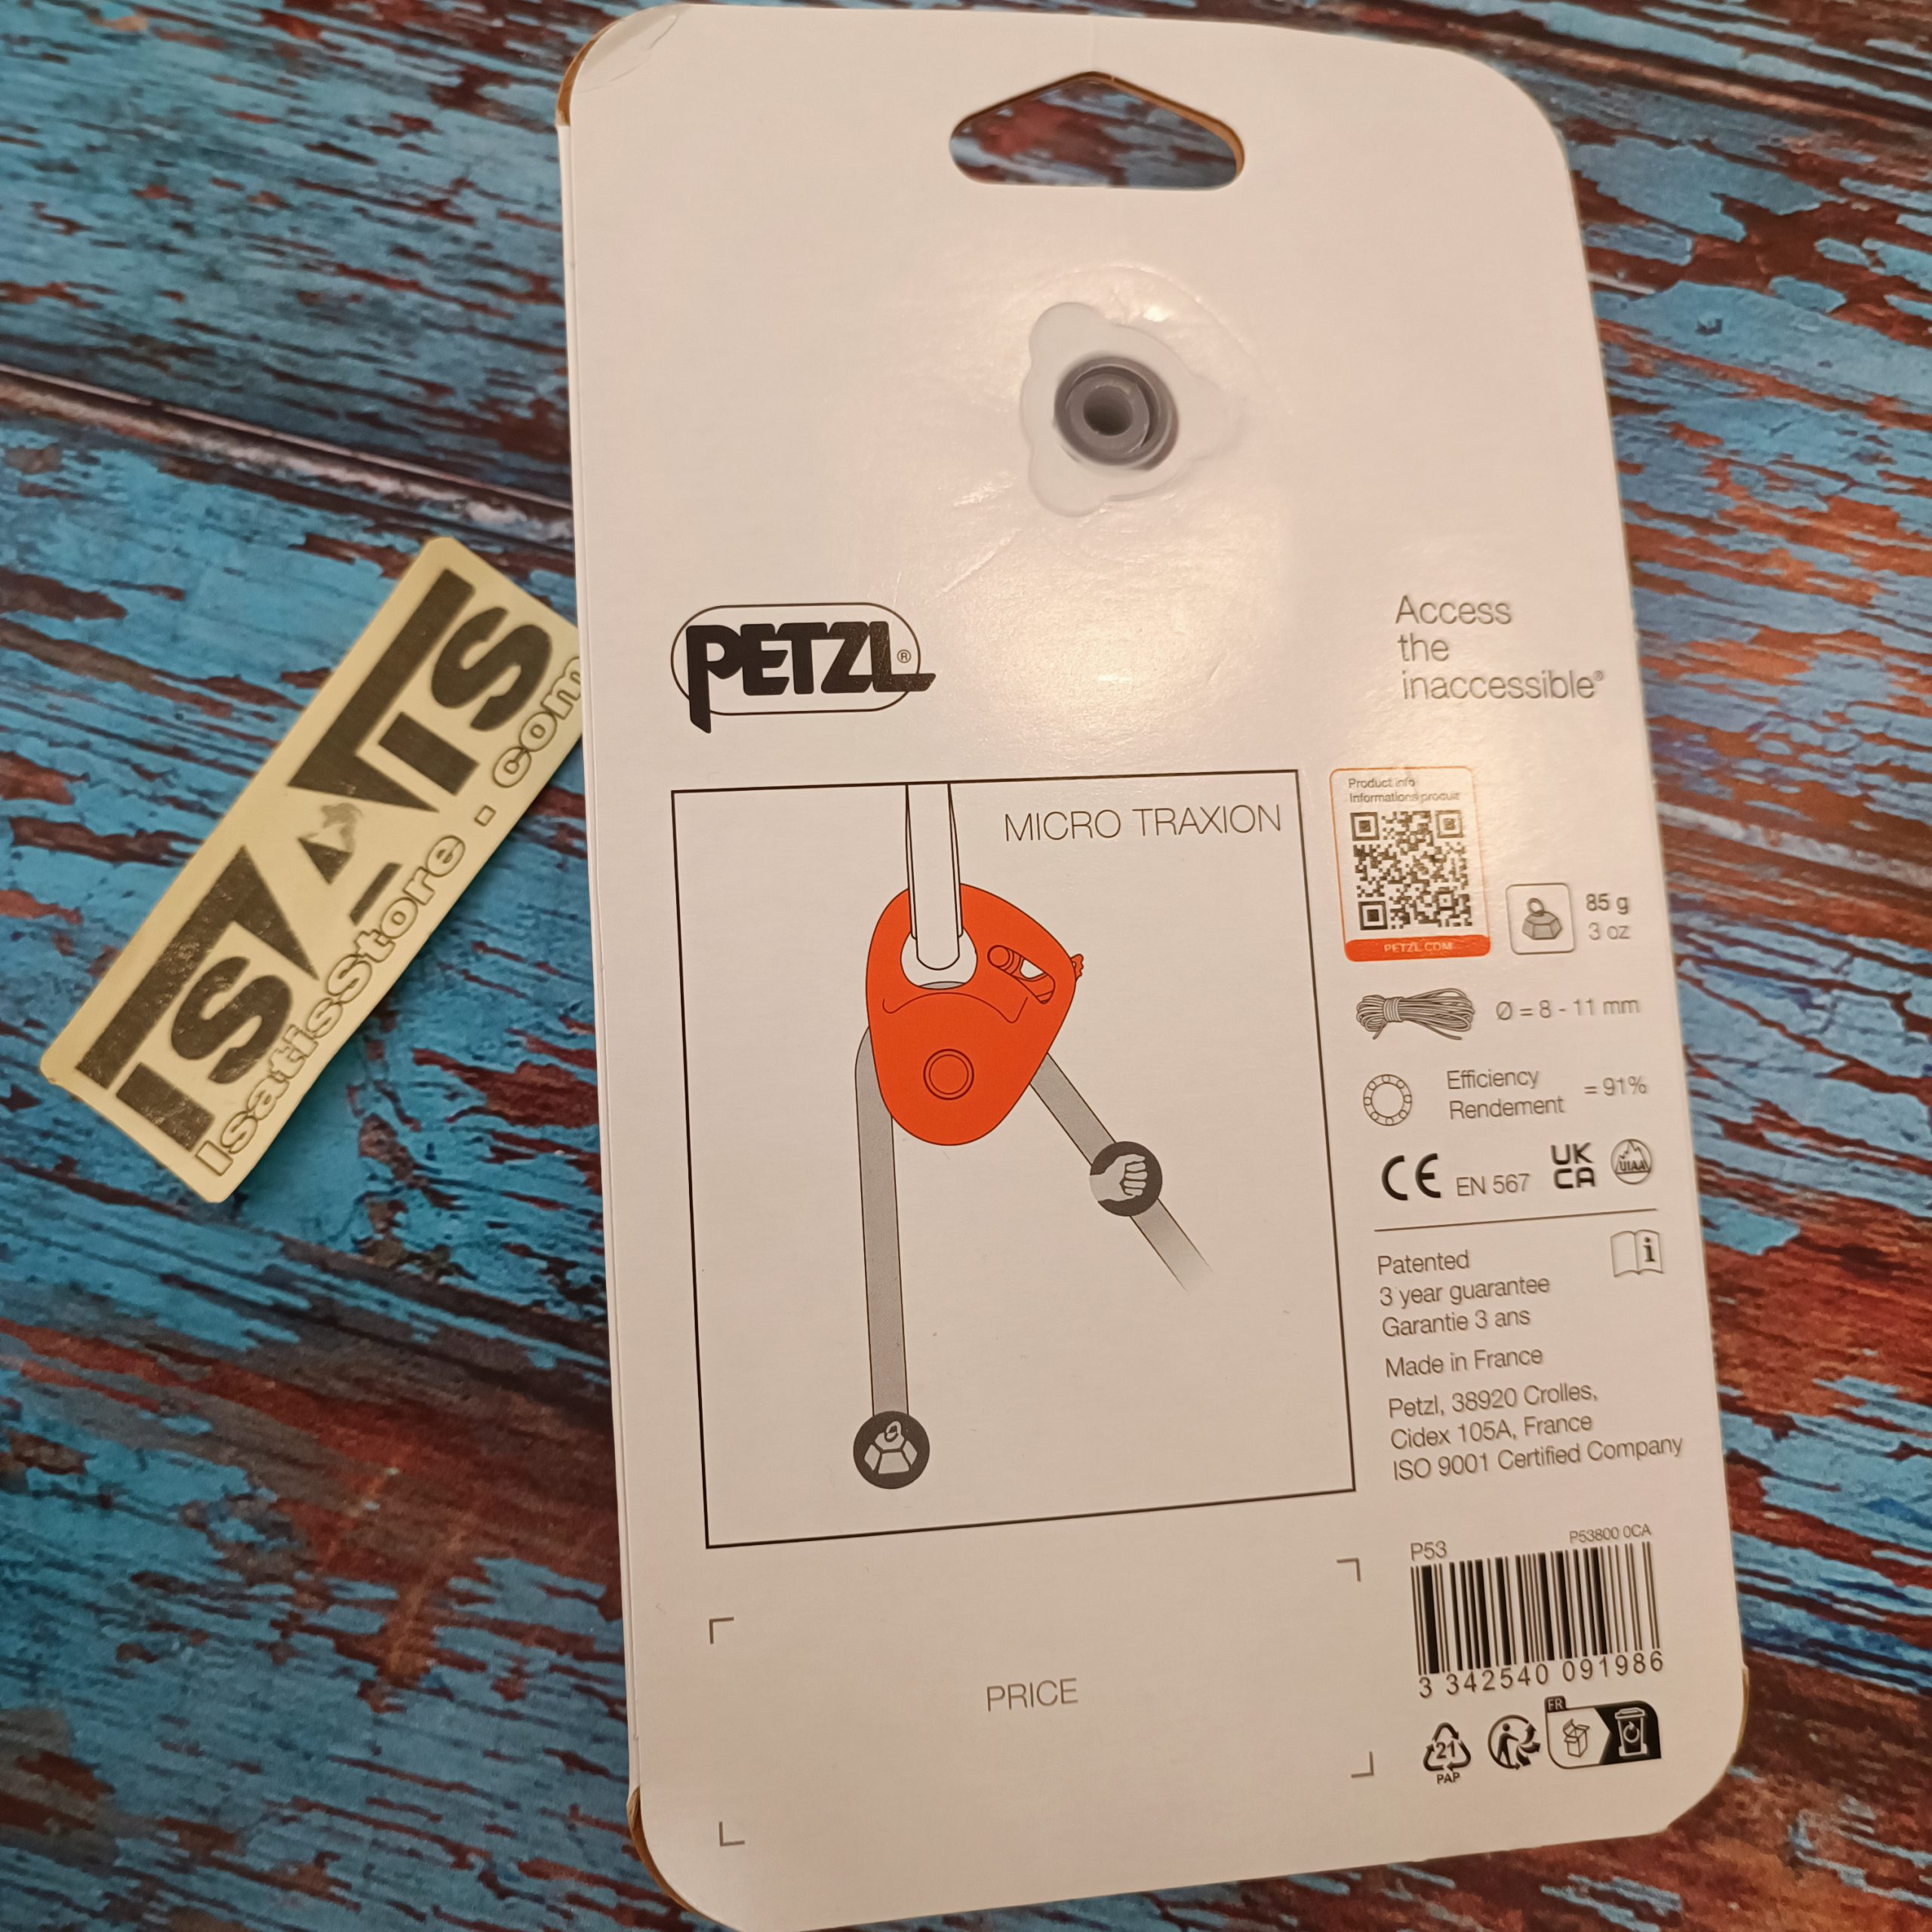 PETZL®
Access
the
inaccessible®
MICRO TRAXION
Product info
Informations produit
PETZL.COM
85 g
3 oz
Ø = 8 - 11 mm
Efficiency
Rendement
= 91%
CE EN 567
UK
CA
UIAA
Patented
3 year guarantee
Garantie 3 ans
Made in France
Petzl, 38920 Crolles,
Cidex 105A, France
ISO 9001 Certified Company
P53
P53800 0CA
3 342540 091986
FR
21
PAP
PRICE
ISATIS
IsatisStore.com